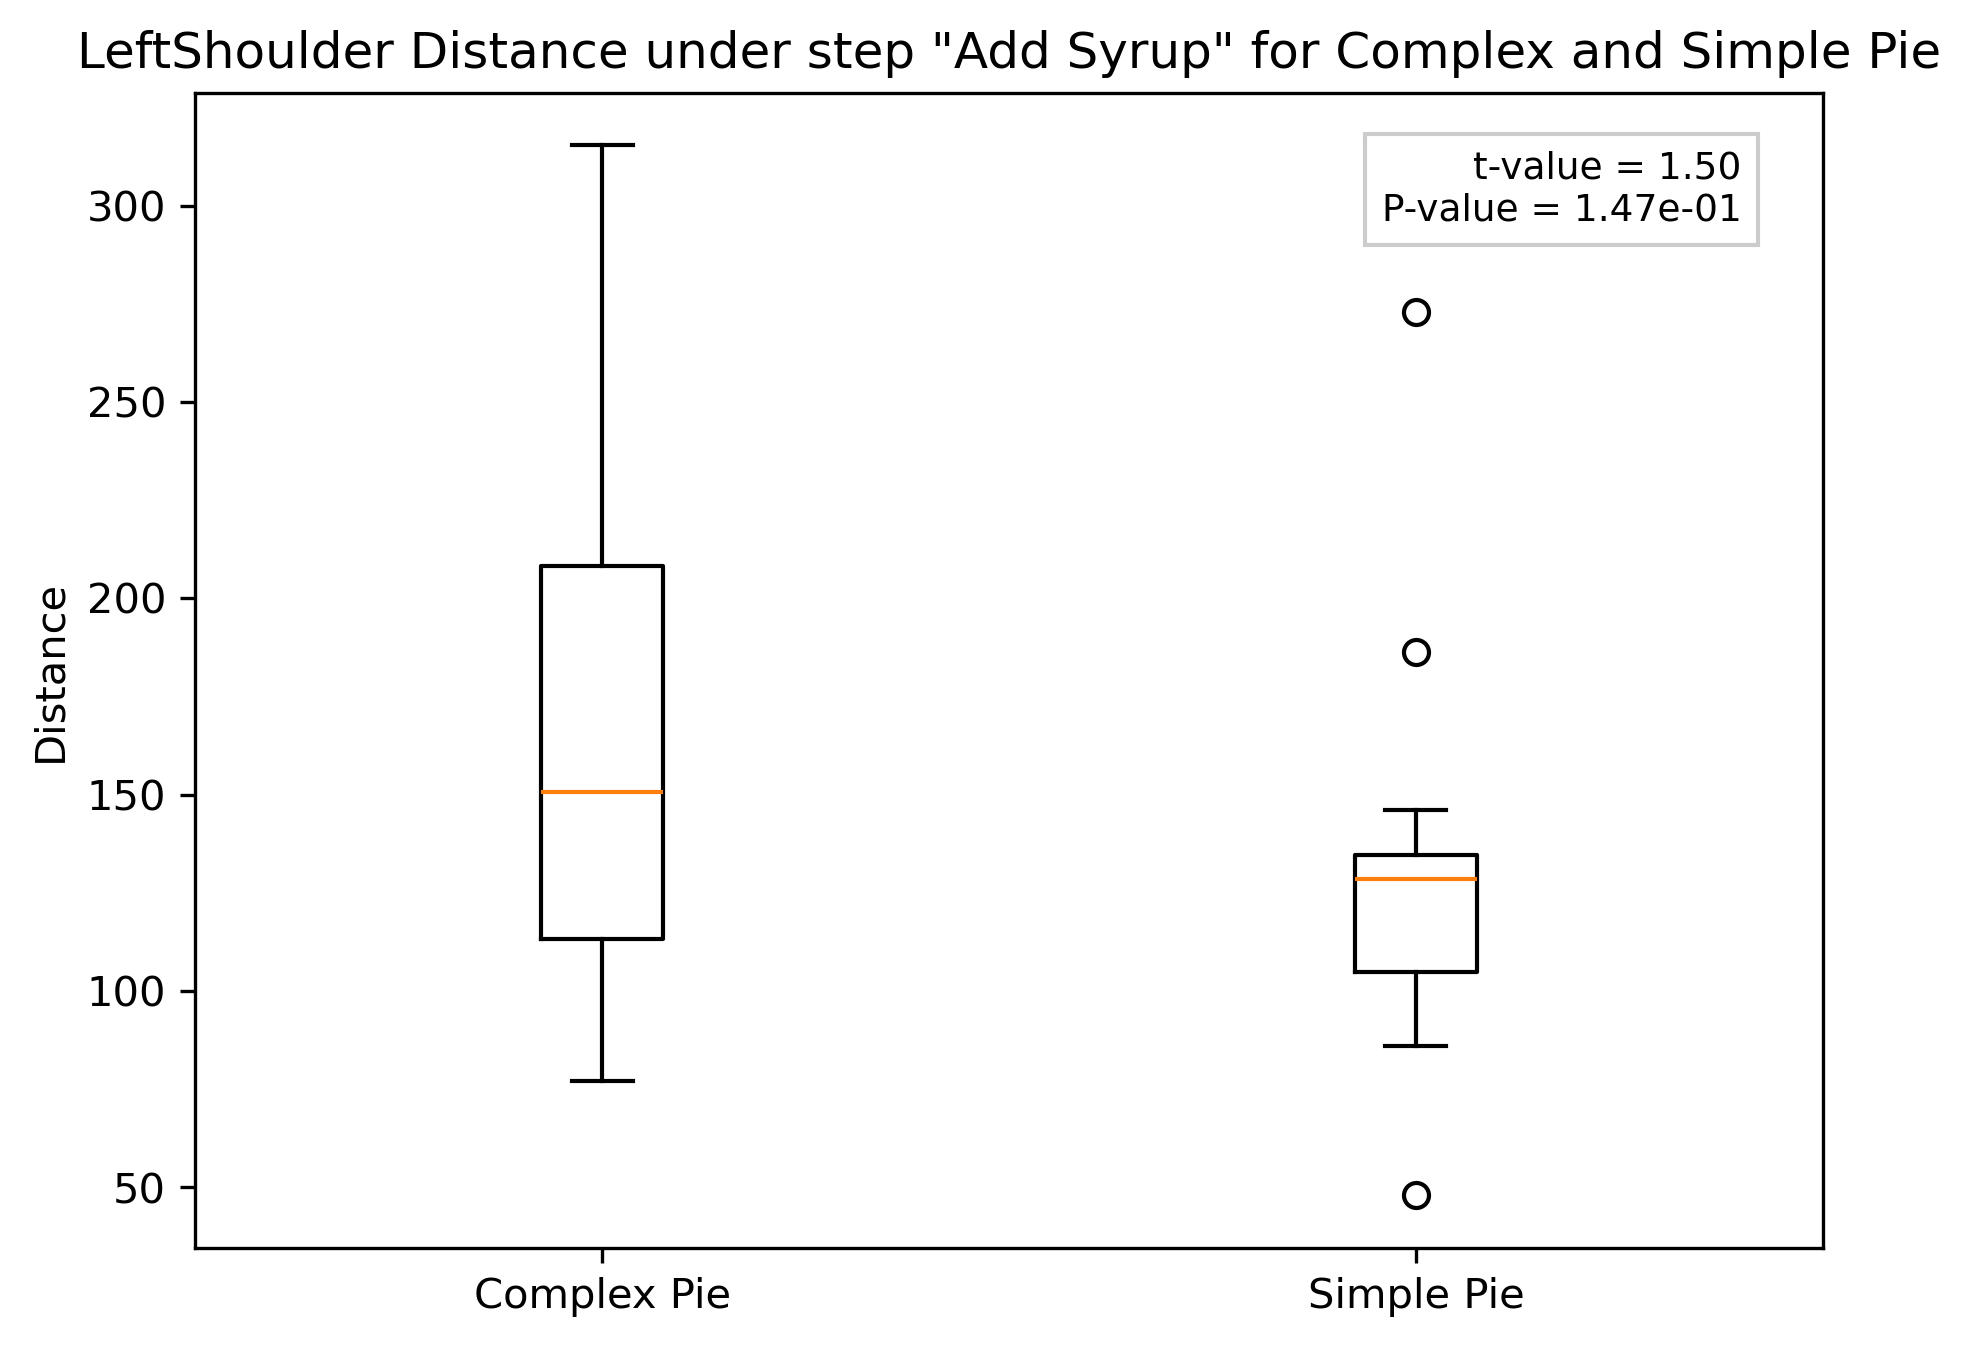 LeftShoulder Distance under step "Add Syrup" for Complex and Simple Pie
t-value = 1.50
P-value = 1.47e-01
300
250
200
150
100
50
Distance
Complex Pie
Simple Pie